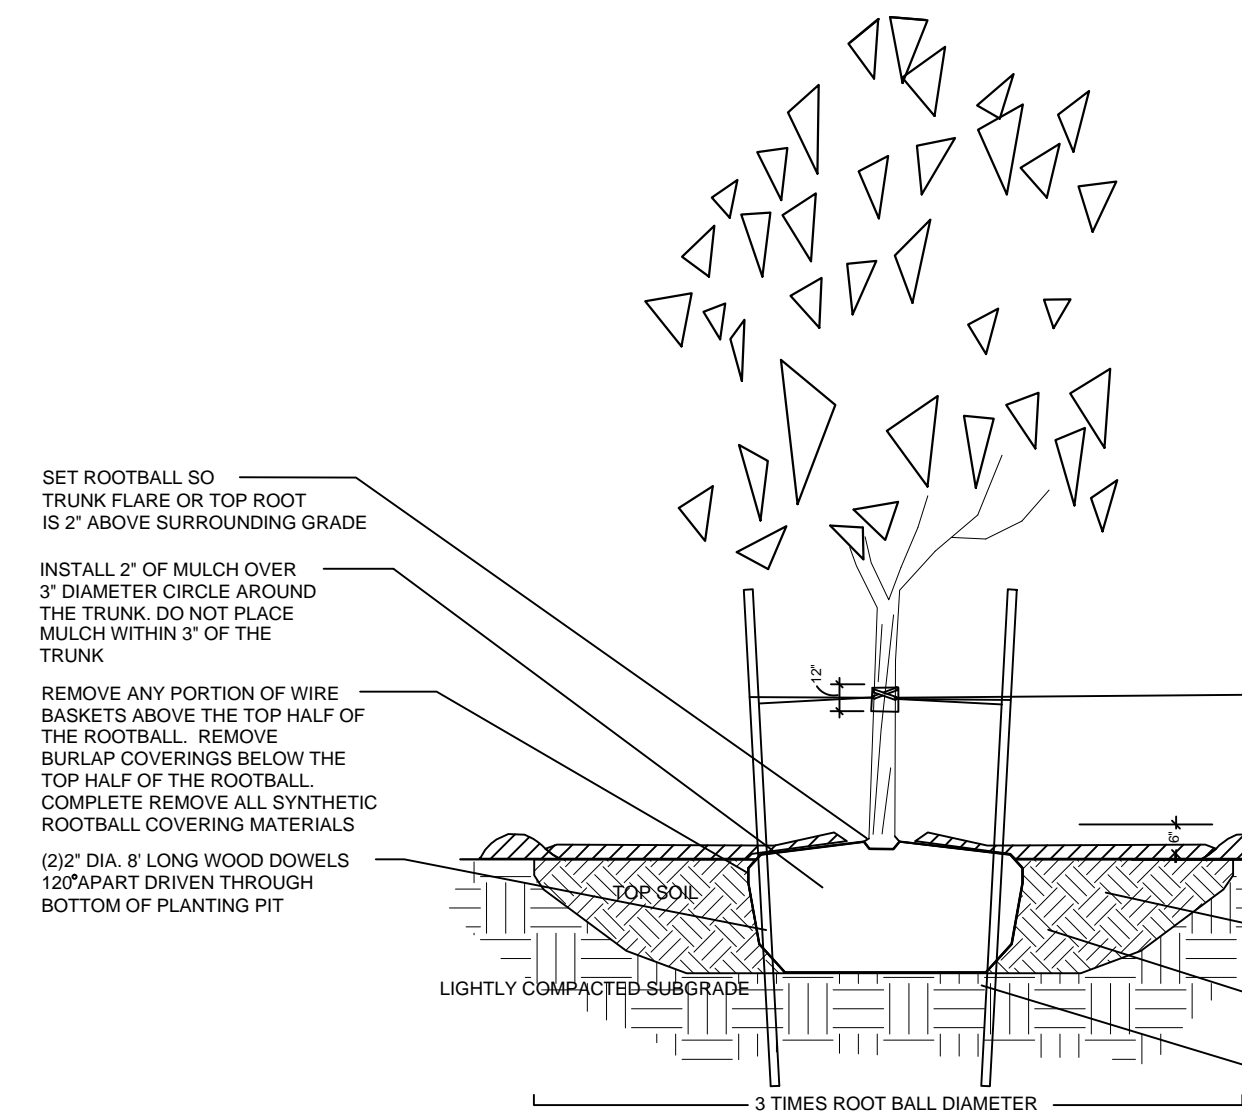 SET ROOTBALL SO
TRUNK FLARE OR TOP ROOT
IS 2" ABOVE SURROUNDING GRADE
INSTALL 2" OF MULCH OVER
3" DIAMETER CIRCLE AROUND
THE TRUNK. DO NOT PLACE
MULCH WITHIN 3" OF THE
TRUNK
REMOVE ANY PORTION OF WIRE
BASKETS ABOVE THE TOP HALF OF
THE ROOTBALL. REMOVE
BURLAP COVERINGS BELOW THE
TOP HALF OF THE ROOTBALL.
COMPLETE REMOVE ALL SYNTHETIC
ROOTBALL COVERING MATERIALS
(2)2" DIA. 8' LONG WOOD DOWELS
120° APART DRIVEN THROUGH
BOTTOM OF PLANTING PIT
12"
6"
TOP SOIL
LIGHTLY COMPACTED SUBGRADE
3 TIMES ROOT BALL DIAMETER